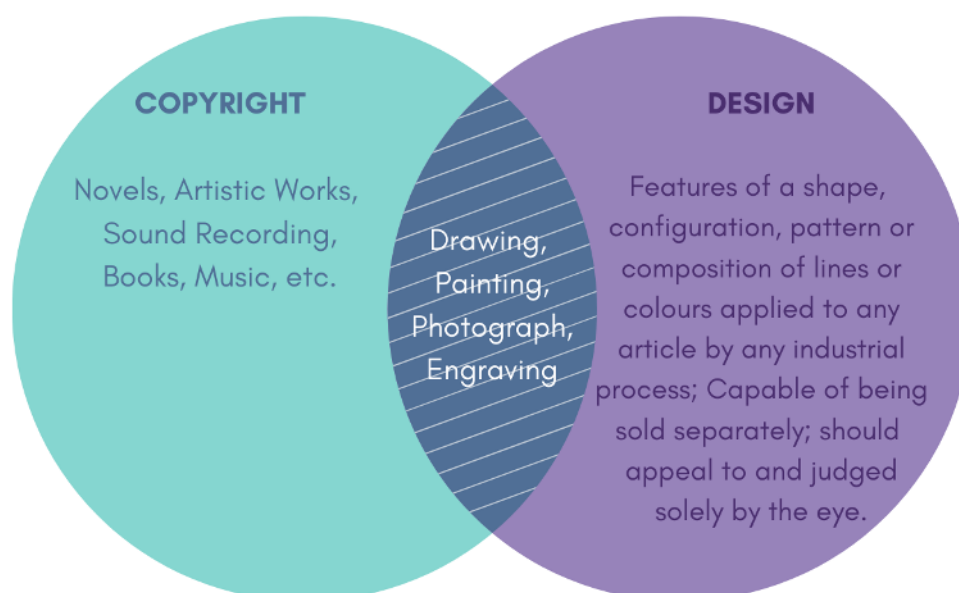 COPYRIGHT
Novels, Artistic Works,
Sound Recording,
Books, Music, etc.
Drawing,
Painting,
Photograph,
Engraving
DESIGN
Features of a shape,
configuration, pattern or
composition of lines or
colours applied to any
article by any industrial
process; Capable of being
sold separately; should
appeal to and judged
solely by the eye.